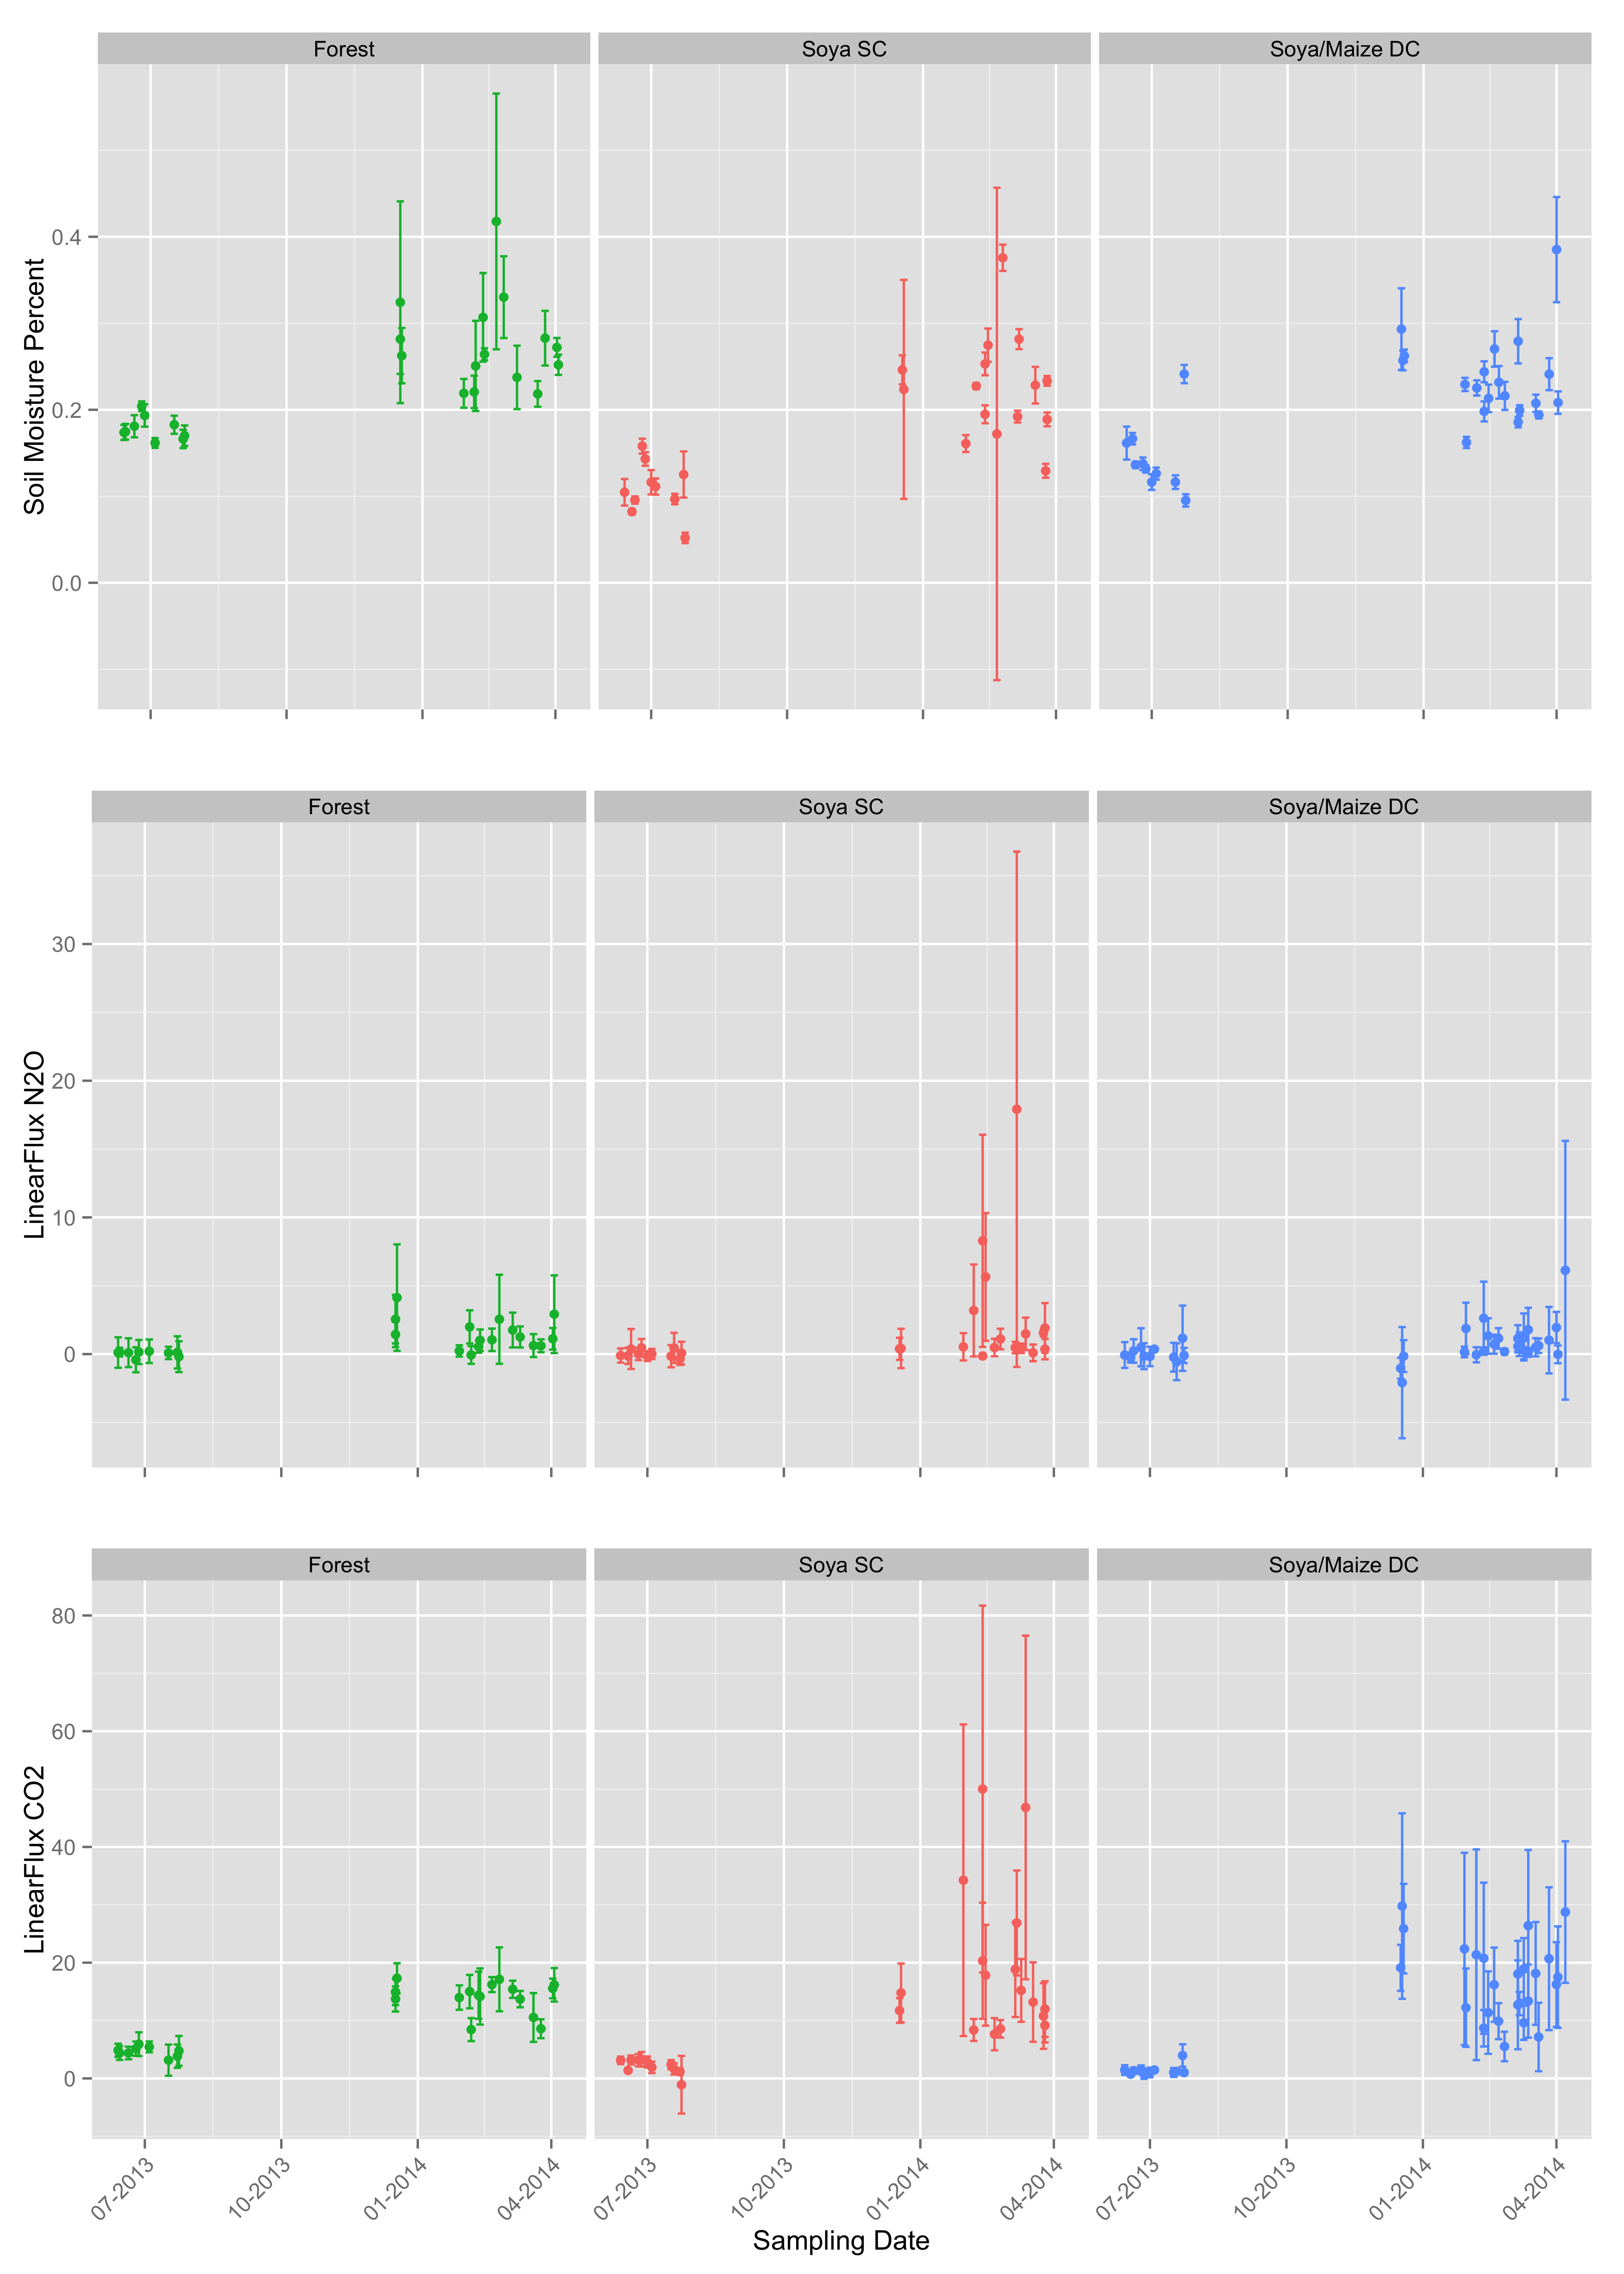 Forest Soya SC Soya/Maize DC
Soil Moisture Percent
0.4
0.2
0.0
Forest Soya SC Soya/Maize DC
LinearFlux N2O
30
20
10
0
Forest Soya SC Soya/Maize DC
LinearFlux CO2
80
60
40
20
0
07-2013 10-2013 01-2014 04-2014 07-2013 10-2013 01-2014 04-2014 07-2013 10-2013 01-2014 04-2014
Sampling Date